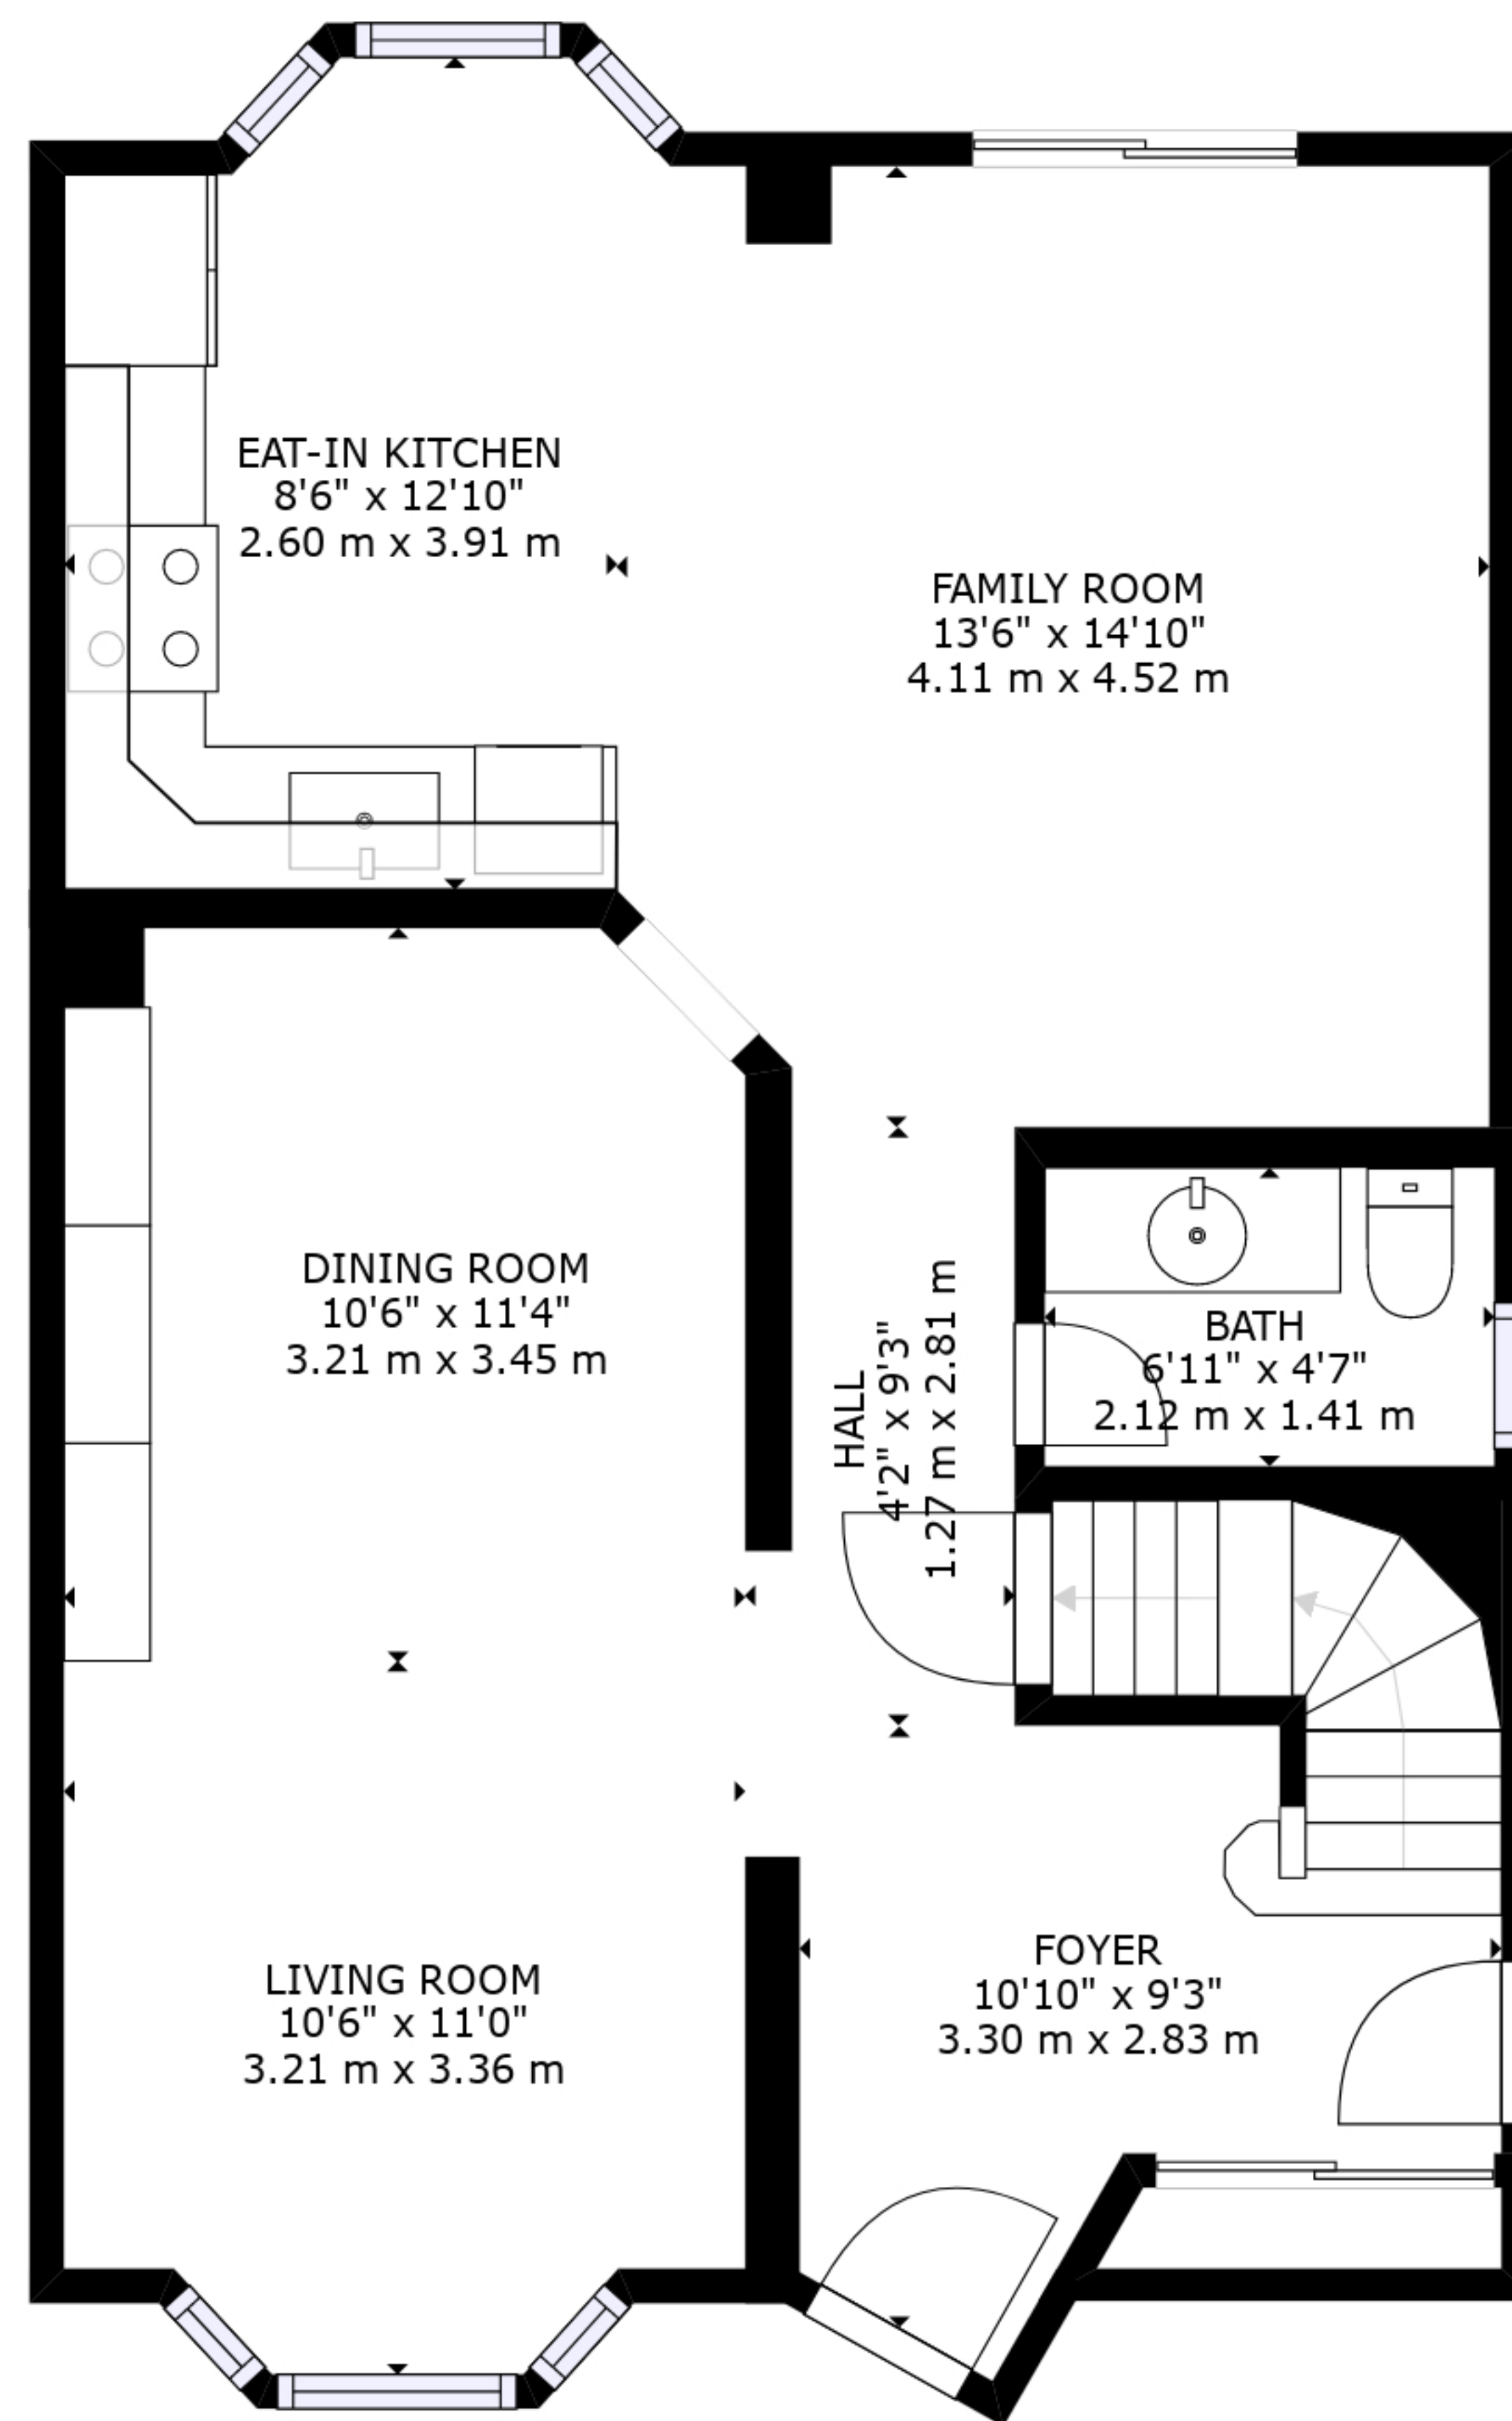 EAT-IN KITCHEN
8'6" x 12'10"
2.60 m x 3.91 m
FAMILY ROOM
13'6" x 14'10"
4.11 m x 4.52 m
DINING ROOM
10'6" x 11'4"
3.21 m x 3.45 m
HALL
4'2" x 9'3"
1.27 m x 2.81 m
BATH
6'11" x 4'7"
2.12 m x 1.41 m
LIVING ROOM
10'6" x 11'0"
3.21 m x 3.36 m
FOYER
10'10" x 9'3"
3.30 m x 2.83 m